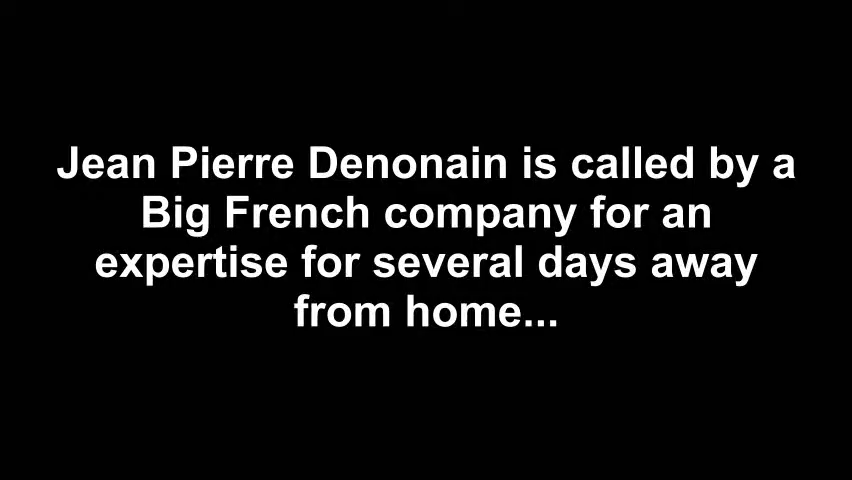 Jean Pierre Denonain is called by a
Big French company for an
expertise for several days away
from home...